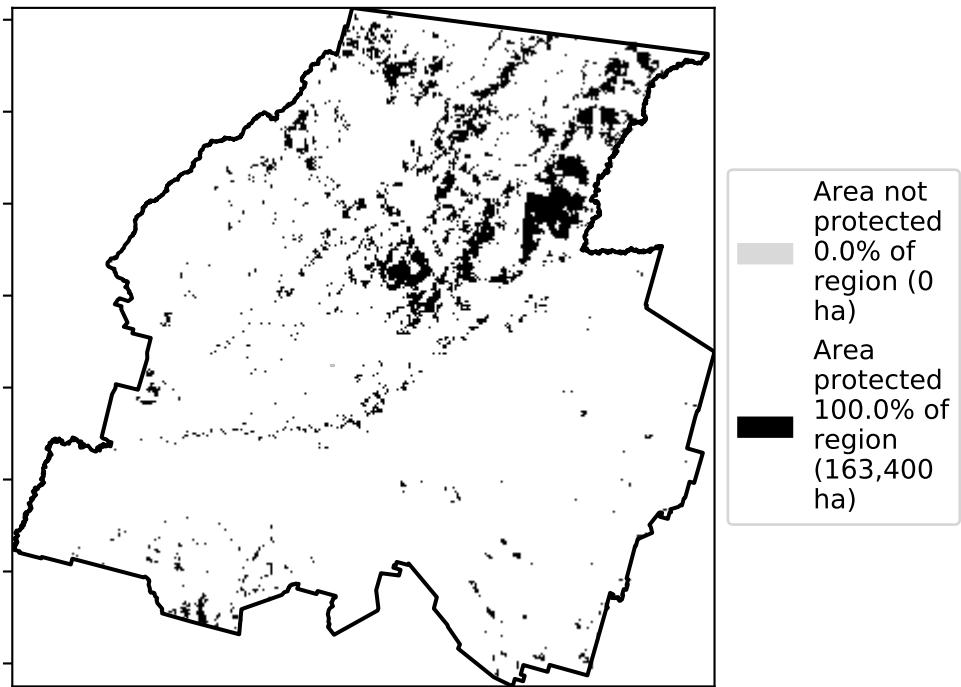 Area not
protected
0.0% of
region (0
ha)
Area
protected
100.0% of
region
(163,400
ha)